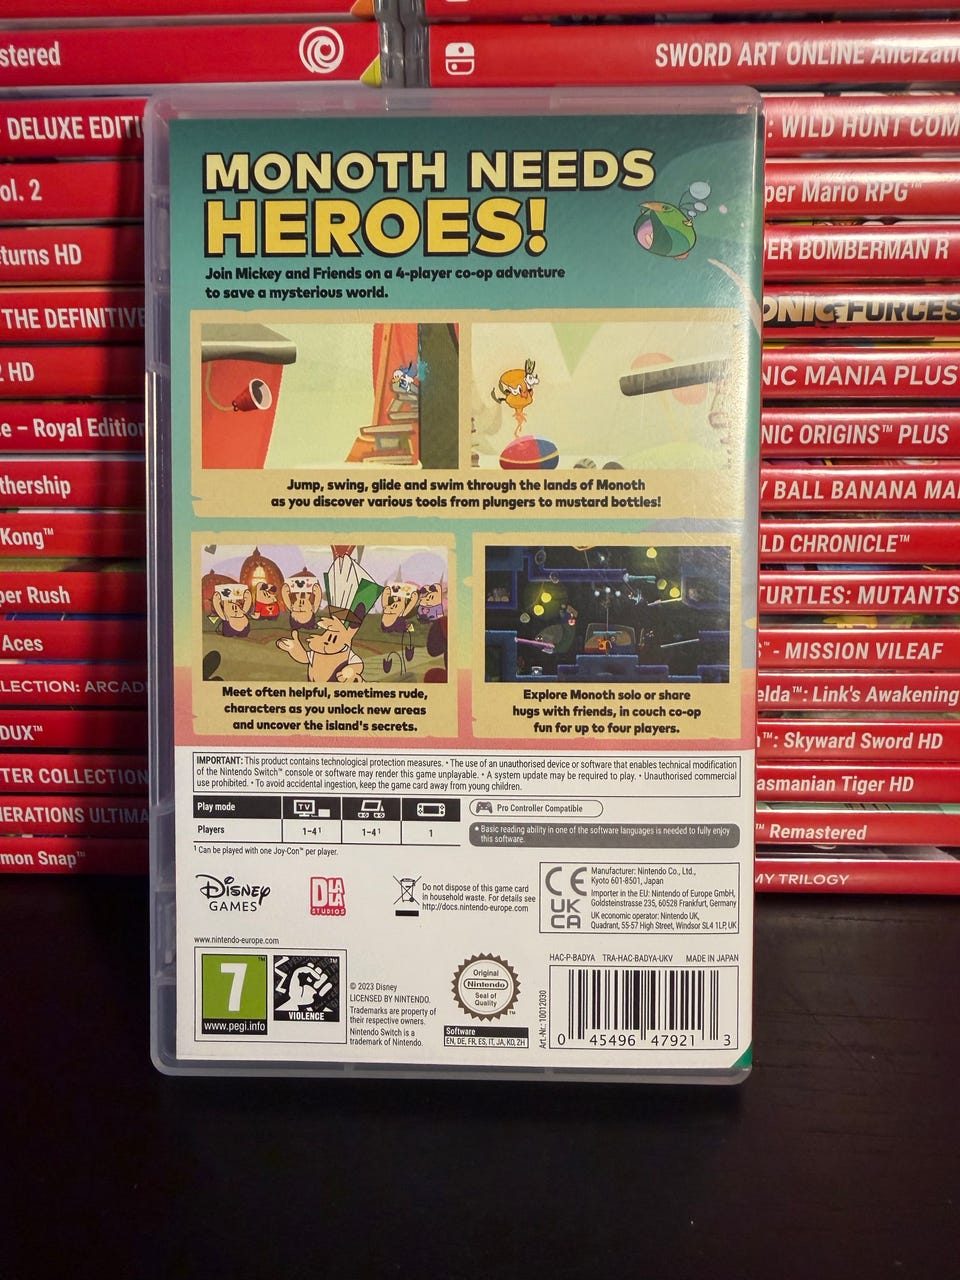 stered
SWORD ART ONLINE Alicizati
DELUXE EDITI
: WILD HUNT COM
ol. 2
per Mario RPG™
turns HD
ER BOMBERMAN R
THE DEFINITIVE
ONIC FORCES
HD
NIC MANIA PLUS
e – Royal Edition
NIC ORIGINS™ PLUS
thership
Y BALL BANANA MA
Kong™
LD CHRONICLE™
per Rush
TURTLES: MUTANTS
Aces
- MISSION VILEAF
LECTION: ARCAD
elda™: Link's Awakening
DUX™
™: Skyward Sword HD
TER COLLECTION
asmanian Tiger HD
NERATIONS ULTIMA
™ Remastered
mon Snap™
MY TRILOGY
MONOTH NEEDS
HEROES!
Join Mickey and Friends on a 4-player co-op adventure
to save a mysterious world.
Jump, swing, glide and swim through the lands of Monoth
as you discover various tools from plungers to mustard bottles!
Meet often helpful, sometimes rude,
characters as you unlock new areas
and uncover the island's secrets.
Explore Monoth solo or share
hugs with friends, in couch co-op
fun for up to four players.
IMPORTANT: This product contains technological protection measures. • The use of an unauthorised device or software that enables technical modification
of the Nintendo Switch™ console or software may render this game unplayable. • A system update may be required to play. • Unauthorised commercial
use prohibited. • To avoid accidental ingestion, keep the game card away from young children.
Play mode
TV
Players 1-4¹ 1-4¹ 1
¹ Can be played with one Joy-Con™ per player.
Pro Controller Compatible
* Basic reading ability in one of the software languages is needed to fully enjoy
this software.
Disney
GAMES
DLALA
STUDIOS
Do not dispose of this game card
in household waste. For details see
http://docs.nintendo-europe.com
CE
UK
CA
Manufacturer: Nintendo Co., Ltd.,
Kyoto 601-8501, Japan
Importer in the EU: Nintendo of Europe GmbH,
Goldsteinstrasse 235, 60528 Frankfurt, Germany
UK economic operator: Nintendo UK,
Quadrant, 55-57 High Street, Windsor SL4 1LP, UK
www.nintendo-europe.com
7
www.pegi.info
VIOLENCE
© 2023 Disney
LICENSED BY NINTENDO.
Trademarks are property of
their respective owners.
Nintendo Switch is a
trademark of Nintendo.
Original
Nintendo
Seal of
Quality
Software
EN, DE, FR, ES, IT, JA, KO, ZH
HAC-P-BADYA TRA-HAC-BADYA-UKV MADE IN JAPAN
Art.-Nr.: 10012030
0 45496 47921 3